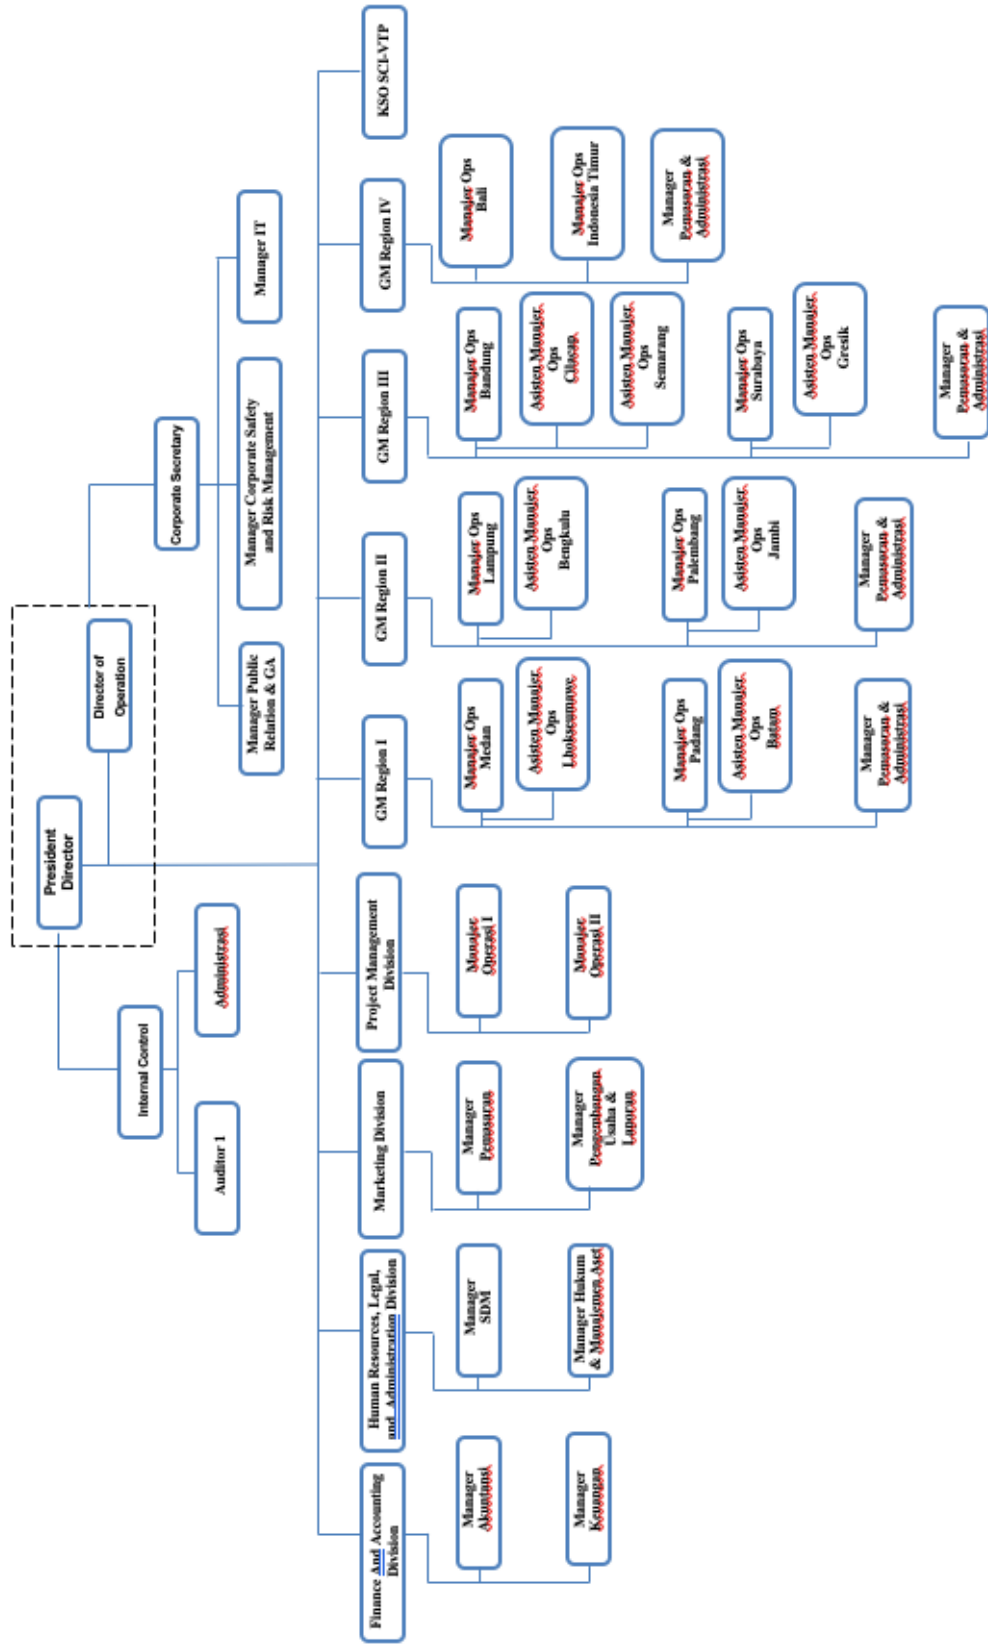 President
Director
Director of
Operation
Internal Control
Corporate Secretary
Auditor 1
Administrasi
Manager Public
Relation & GA
Manager Corporate Safety
and Risk Management
Manager IT
Finance And Accounting
Division
Human Resources, Legal,
and Administration Division
Marketing Division
Project Management
Division
GM Region I
GM Region II
GM Region III
GM Region IV
KSO SCI-VTP
Manager
Akuntansi
Manager
Keuangan
Manager
SDM
Manager Hukum
& Manajemen Aset
Manager
Pemasaran
Manager
Pengembangan
Usaha &
Laporan
Manajer
Operasi I
Manajer
Operasi II
Manajer Ops
Medan
Asisten Manajer
Ops
Lhokseumawe
Manajer Ops
Padang
Asisten Manajer
Ops
Batam
Manager
Pemasaran &
Administrasi
Manajer Ops
Lampung
Asisten Manajer
Ops
Bengkulu
Manajer Ops
Palembang
Asisten Manajer
Ops
Jambi
Manager
Pemasaran &
Administrasi
Manajer Ops
Bandung
Asisten Manajer
Ops
Cilacap
Asisten Manajer
Ops
Semarang
Manajer Ops
Surabaya
Asisten Manajer
Ops
Gresik
Manager
Pemasaran &
Administrasi
Manajer Ops
Bali
Manajer Ops
Indonesia Timur
Manager
Pemasaran &
Administrasi